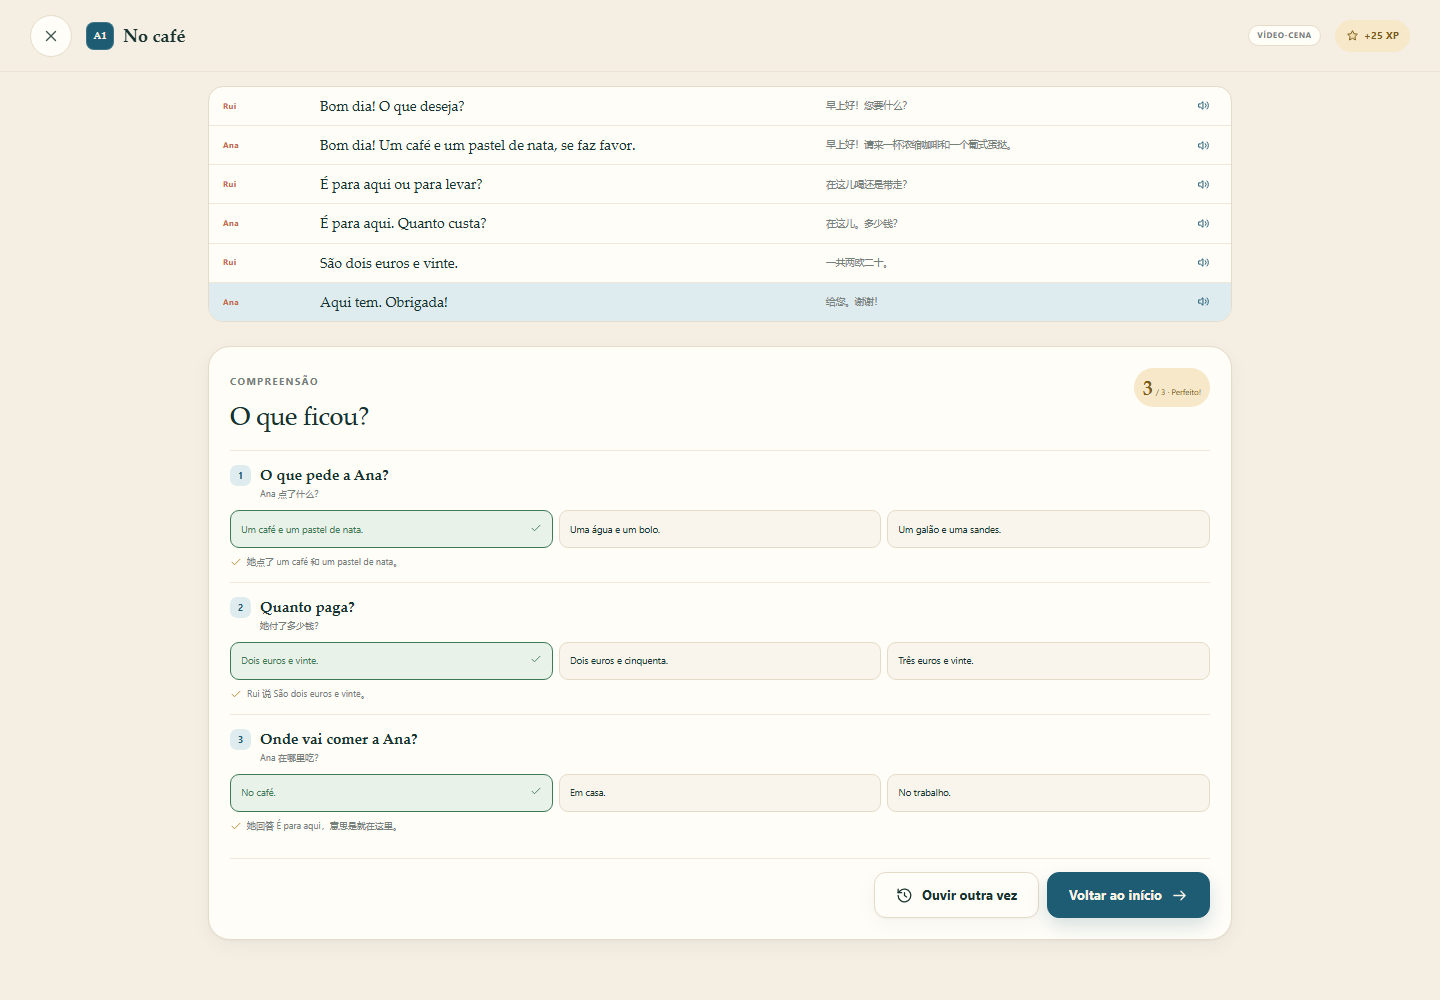 A1 No café
VÍDEO-CENA
+25 XP
Rui Bom dia! O que deseja? 早上好！您要什么？
Ana Bom dia! Um café e um pastel de nata, se faz favor. 早上好！请来一杯浓缩咖啡和一个葡式蛋挞。
Rui É para aqui ou para levar? 在这儿喝还是带走？
Ana É para aqui. Quanto custa? 在这儿。多少钱？
Rui São dois euros e vinte. 一共两欧二十。
Ana Aqui tem. Obrigada! 给您。谢谢！
COMPREENSÃO
3 / 3 · Perfeito!
O que ficou?
1 O que pede a Ana?
Ana 点了什么？
Um café e um pastel de nata.
Uma água e um bolo.
Um galão e uma sandes.
她点了 um café 和 um pastel de nata。
2 Quanto paga?
她付了多少钱？
Dois euros e vinte.
Dois euros e cinquenta.
Três euros e vinte.
Rui 说 São dois euros e vinte。
3 Onde vai comer a Ana?
Ana 在哪里吃？
No café.
Em casa.
No trabalho.
她回答 É para aqui，意思是就在这里。
Ouvir outra vez
Voltar ao início